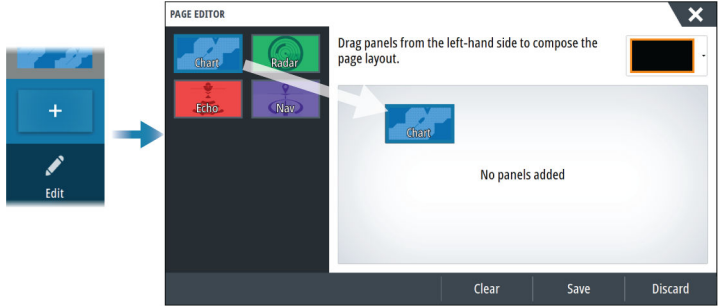 +
Edit
PAGE EDITOR
Chart
Radar
Echo
Nav
Drag panels from the left-hand side to compose the
page layout.
Chart
No panels added
Clear
Save
Discard